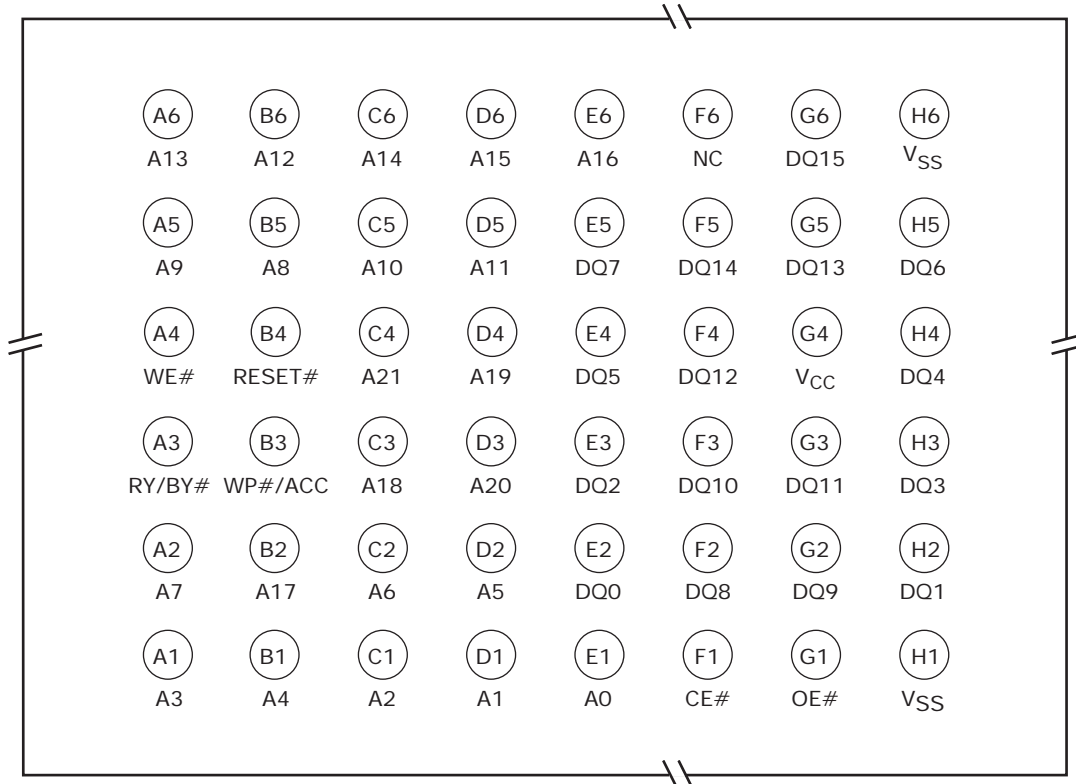 A6 B6 C6 D6 E6 F6 G6 H6
A13 A12 A14 A15 A16 NC DQ15 VSS
A5 B5 C5 D5 E5 F5 G5 H5
A9 A8 A10 A11 DQ7 DQ14 DQ13 DQ6
A4 B4 C4 D4 E4 F4 G4 H4
WE# RESET# A21 A19 DQ5 DQ12 VCC DQ4
A3 B3 C3 D3 E3 F3 G3 H3
RY/BY# WP#/ACC A18 A20 DQ2 DQ10 DQ11 DQ3
A2 B2 C2 D2 E2 F2 G2 H2
A7 A17 A6 A5 DQ0 DQ8 DQ9 DQ1
A1 B1 C1 D1 E1 F1 G1 H1
A3 A4 A2 A1 A0 CE# OE# VSS